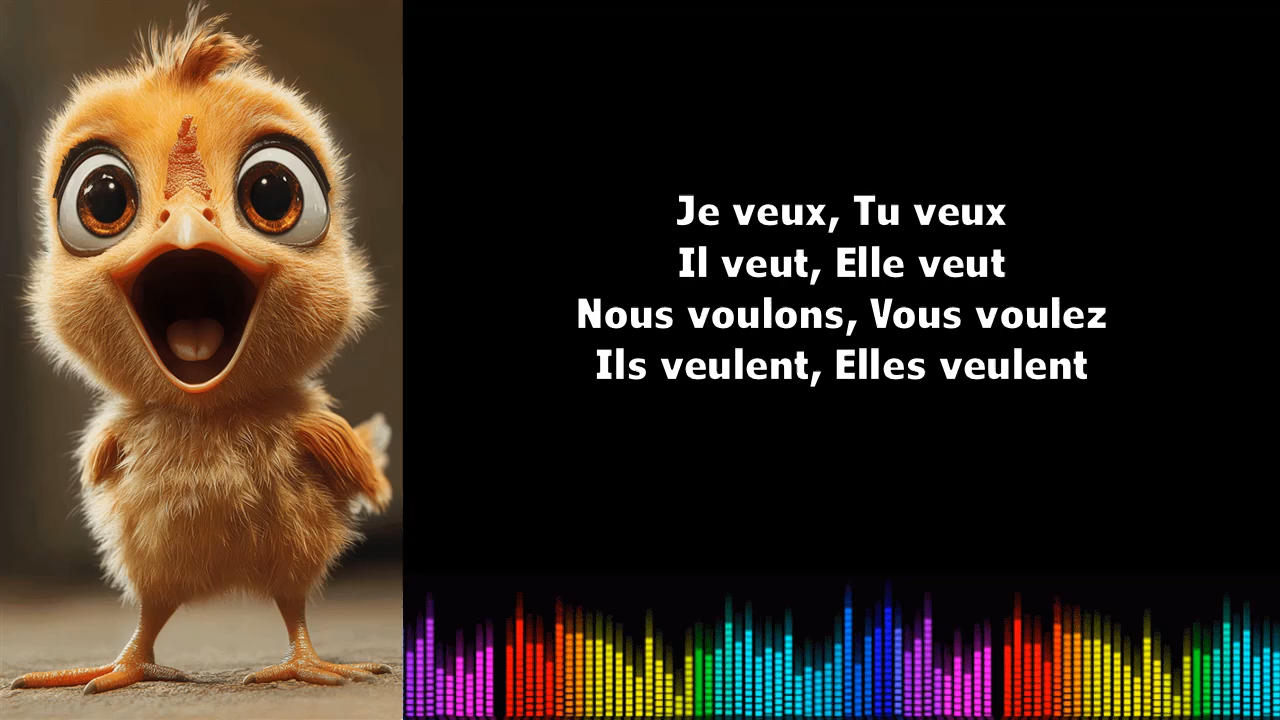 Je veux, Tu veux
Il veut, Elle veut
Nous voulons, Vous voulez
Ils veulent, Elles veulent